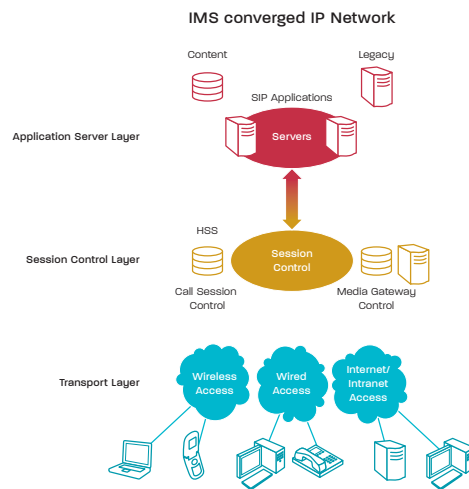 IMS converged IP Network
Content
Legacy
SIP Applications
Application Server Layer
Servers
HSS
Session Control Layer
Session
Control
Call Session
Control
Media Gateway
Control
Transport Layer
Wireless
Access
Wired
Access
Internet/
Intranet
Access